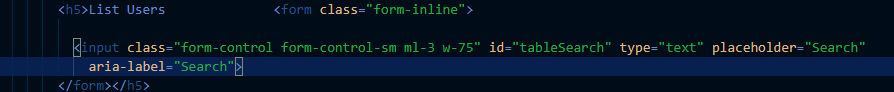 <h5>List Users <form class="form-inline">
<input class="form-control form-control-sm ml-3 w-75" id="tableSearch" type="text" placeholder="Search"
aria-label="Search">
</form></h5>